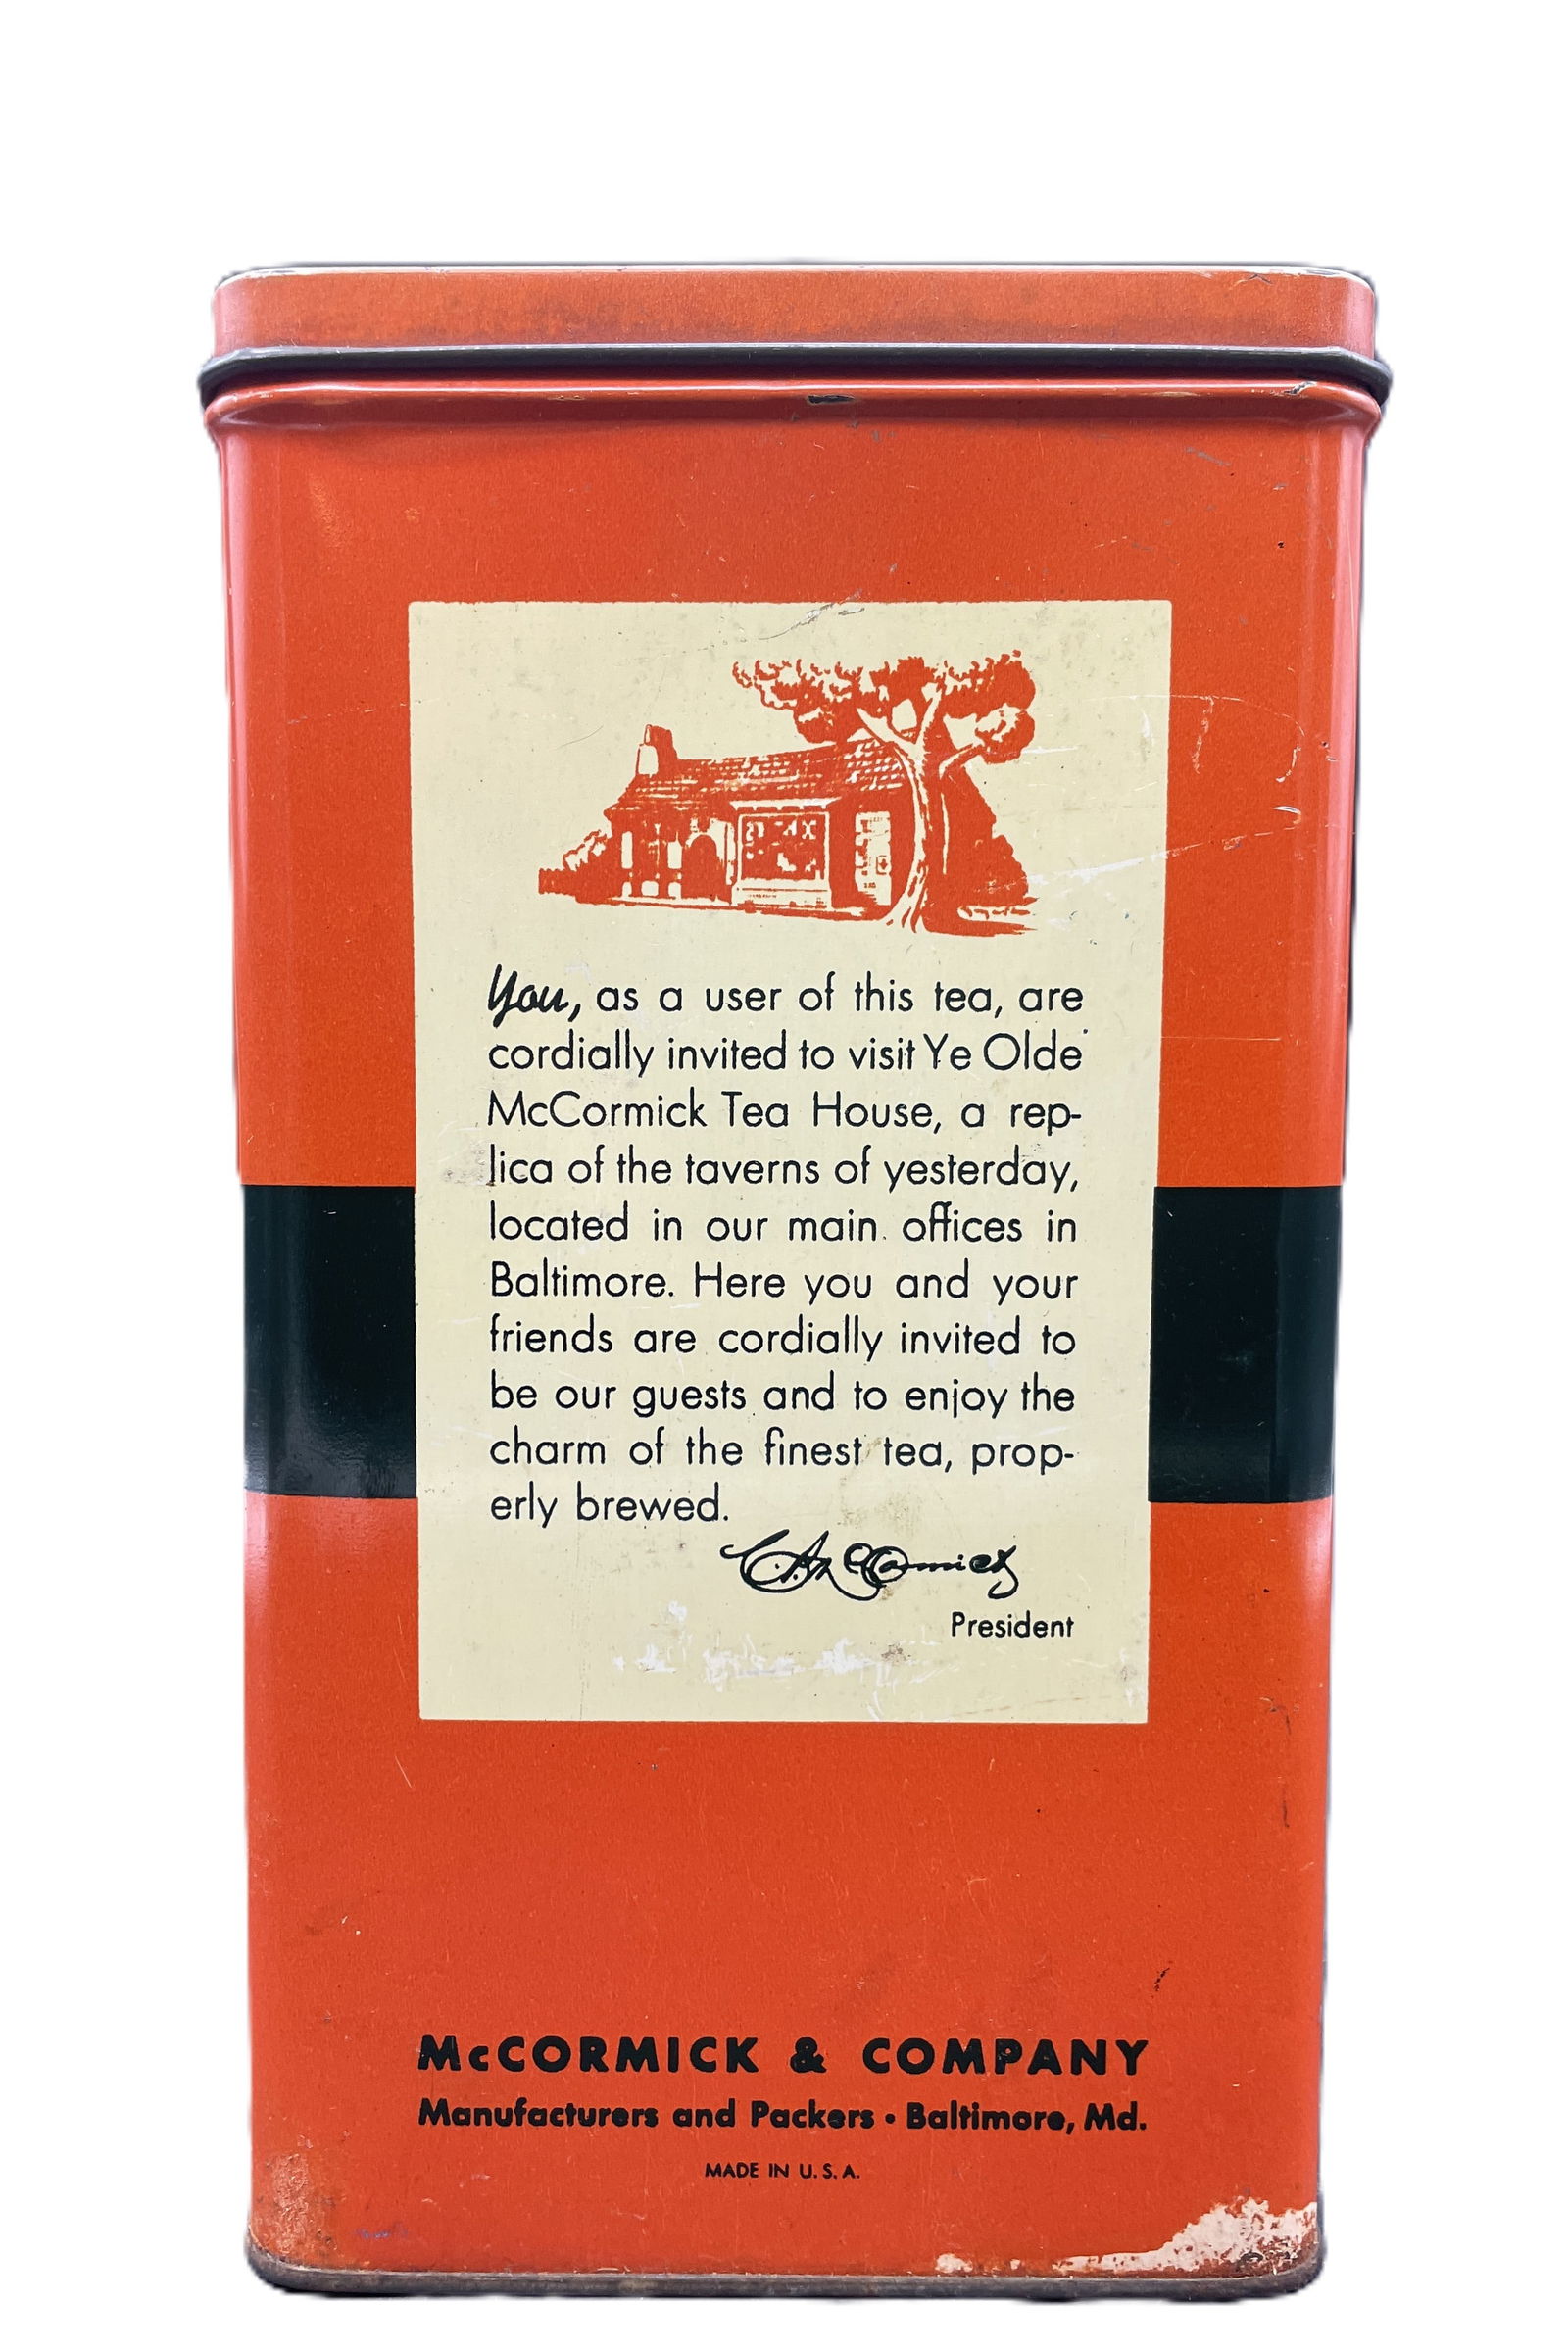 You, as a user of this tea, are
cordially invited to visit Ye Olde
McCormick Tea House, a rep-
lica of the taverns of yesterday,
located in our main offices in
Baltimore. Here you and your
friends are cordially invited to
be our guests and to enjoy the
charm of the finest tea, prop-
erly brewed.
C.P. McCormick
President
McCORMICK & COMPANY
Manufacturers and Packers • Baltimore, Md.
MADE IN U.S.A.